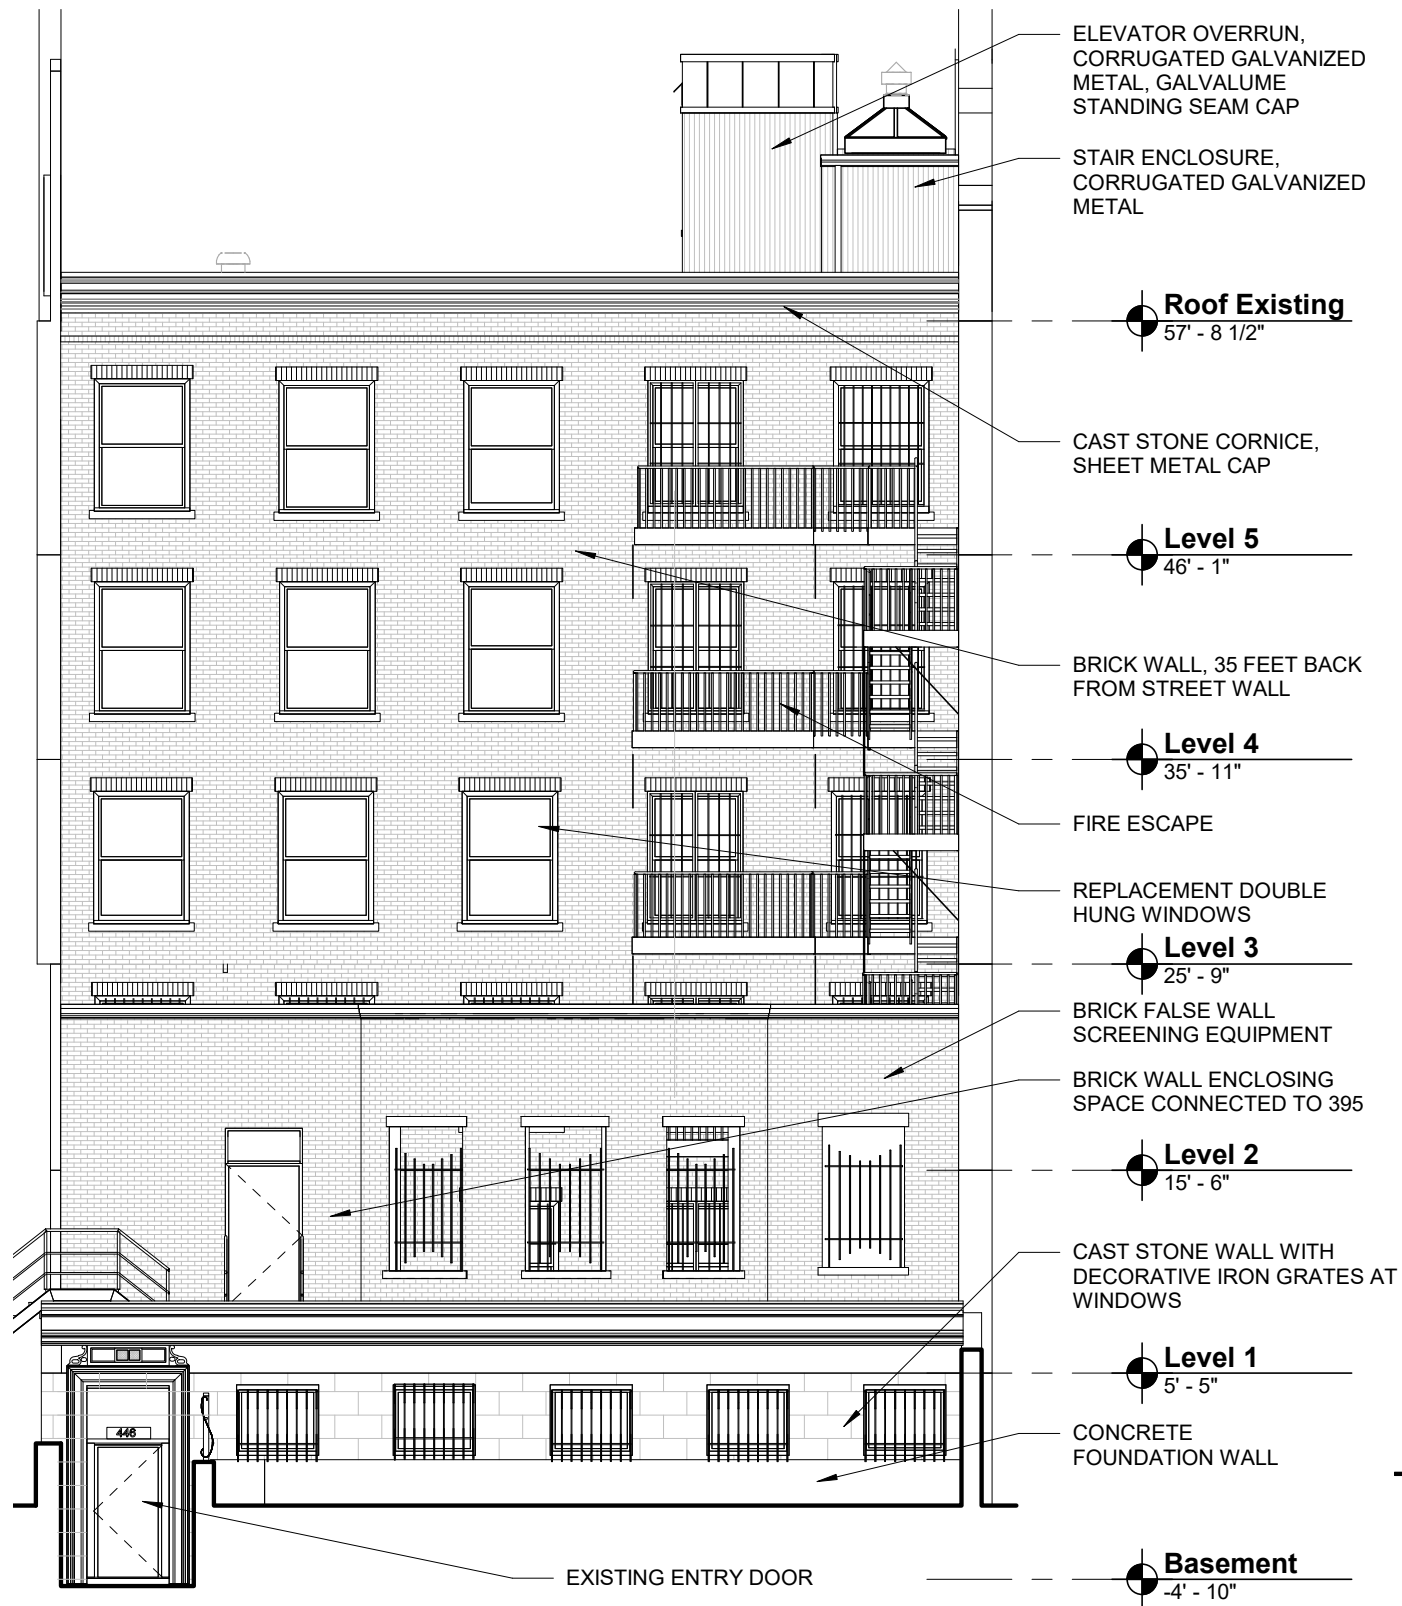 ELEVATOR OVERRUN,
CORRUGATED GALVANIZED
METAL, GALVALUME
STANDING SEAM CAP
STAIR ENCLOSURE,
CORRUGATED GALVANIZED
METAL
Roof Existing
57' - 8 1/2"
CAST STONE CORNICE,
SHEET METAL CAP
Level 5
46' - 1"
BRICK WALL, 35 FEET BACK
FROM STREET WALL
Level 4
35' - 11"
FIRE ESCAPE
REPLACEMENT DOUBLE
HUNG WINDOWS
Level 3
25' - 9"
BRICK FALSE WALL
SCREENING EQUIPMENT
BRICK WALL ENCLOSING
SPACE CONNECTED TO 395
Level 2
15' - 6"
CAST STONE WALL WITH
DECORATIVE IRON GRATES AT
WINDOWS
Level 1
5' - 5"
446
CONCRETE
FOUNDATION WALL
EXISTING ENTRY DOOR
Basement
-4' - 10"